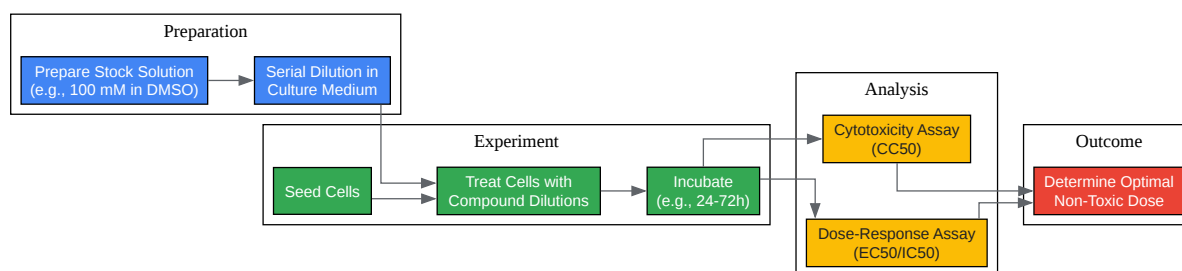 Preparation
Prepare Stock Solution
(e.g., 100 mM in DMSO)
Serial Dilution in
Culture Medium
Experiment
Seed Cells
Treat Cells with
Compound Dilutions
Incubate
(e.g., 24-72h)
Analysis
Cytotoxicity Assay
(CC50)
Dose-Response Assay
(EC50/IC50)
Outcome
Determine Optimal
Non-Toxic Dose